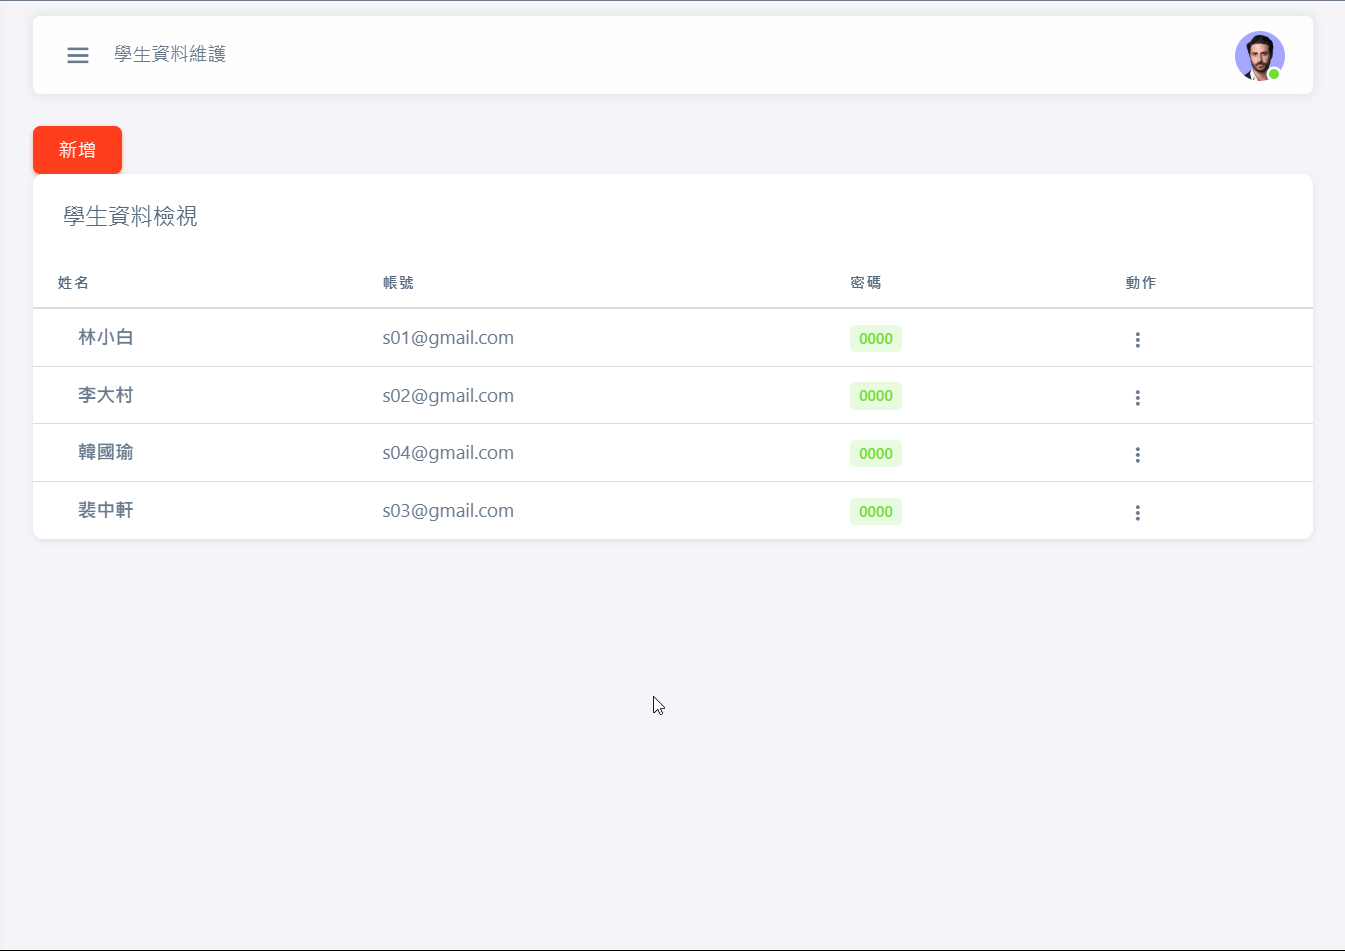 學生資料維護
新增
學生資料檢視
姓名 帳號 密碼 動作
林小白 s01@gmail.com 0000
李大村 s02@gmail.com 0000
韓國瑜 s04@gmail.com 0000
裴中軒 s03@gmail.com 0000